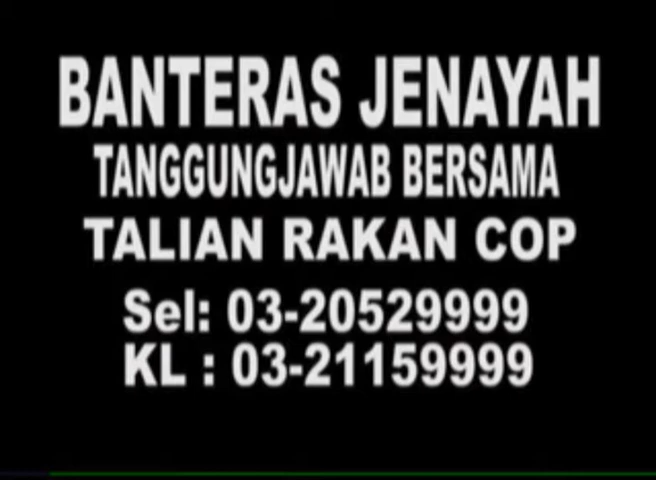 BANTERAS JENAYAH
TANGGUNGJAWAB BERSAMA
TALIAN RAKAN COP
Sel: 03-20529999
KL : 03-21159999